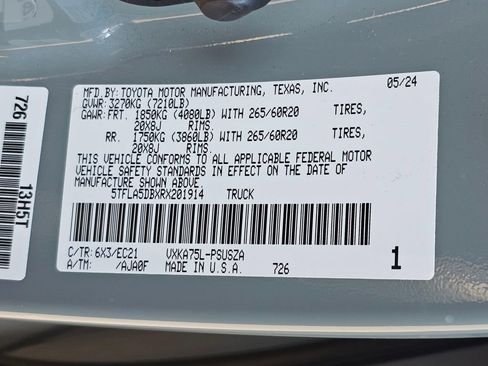 MFD.BY: TOYOTA MOTOR MANUFACTURING, TEXAS, INC. 05/24
GVWR: 3270KG (7210LB)
GAWR: FRT. 1850KG (4080LB) WITH 265/60R20 TIRES,
20X8J RIMS.
RR. 1750KG (3860LB) WITH 265/60R20 TIRES,
20X8J RIMS.
THIS VEHICLE CONFORMS TO ALL APPLICABLE FEDERAL MOTOR
VEHICLE SAFETY STANDARDS IN EFFECT ON THE DATE OF
MANUFACTURE SHOWN ABOVE.
5TFLA5DBXRX201914 TRUCK
C/TR: 6X3/EC21 VXKA75L-PSUSZA
A/TM: /AJA0F MADE IN U.S.A. 726 1
726 13H5T